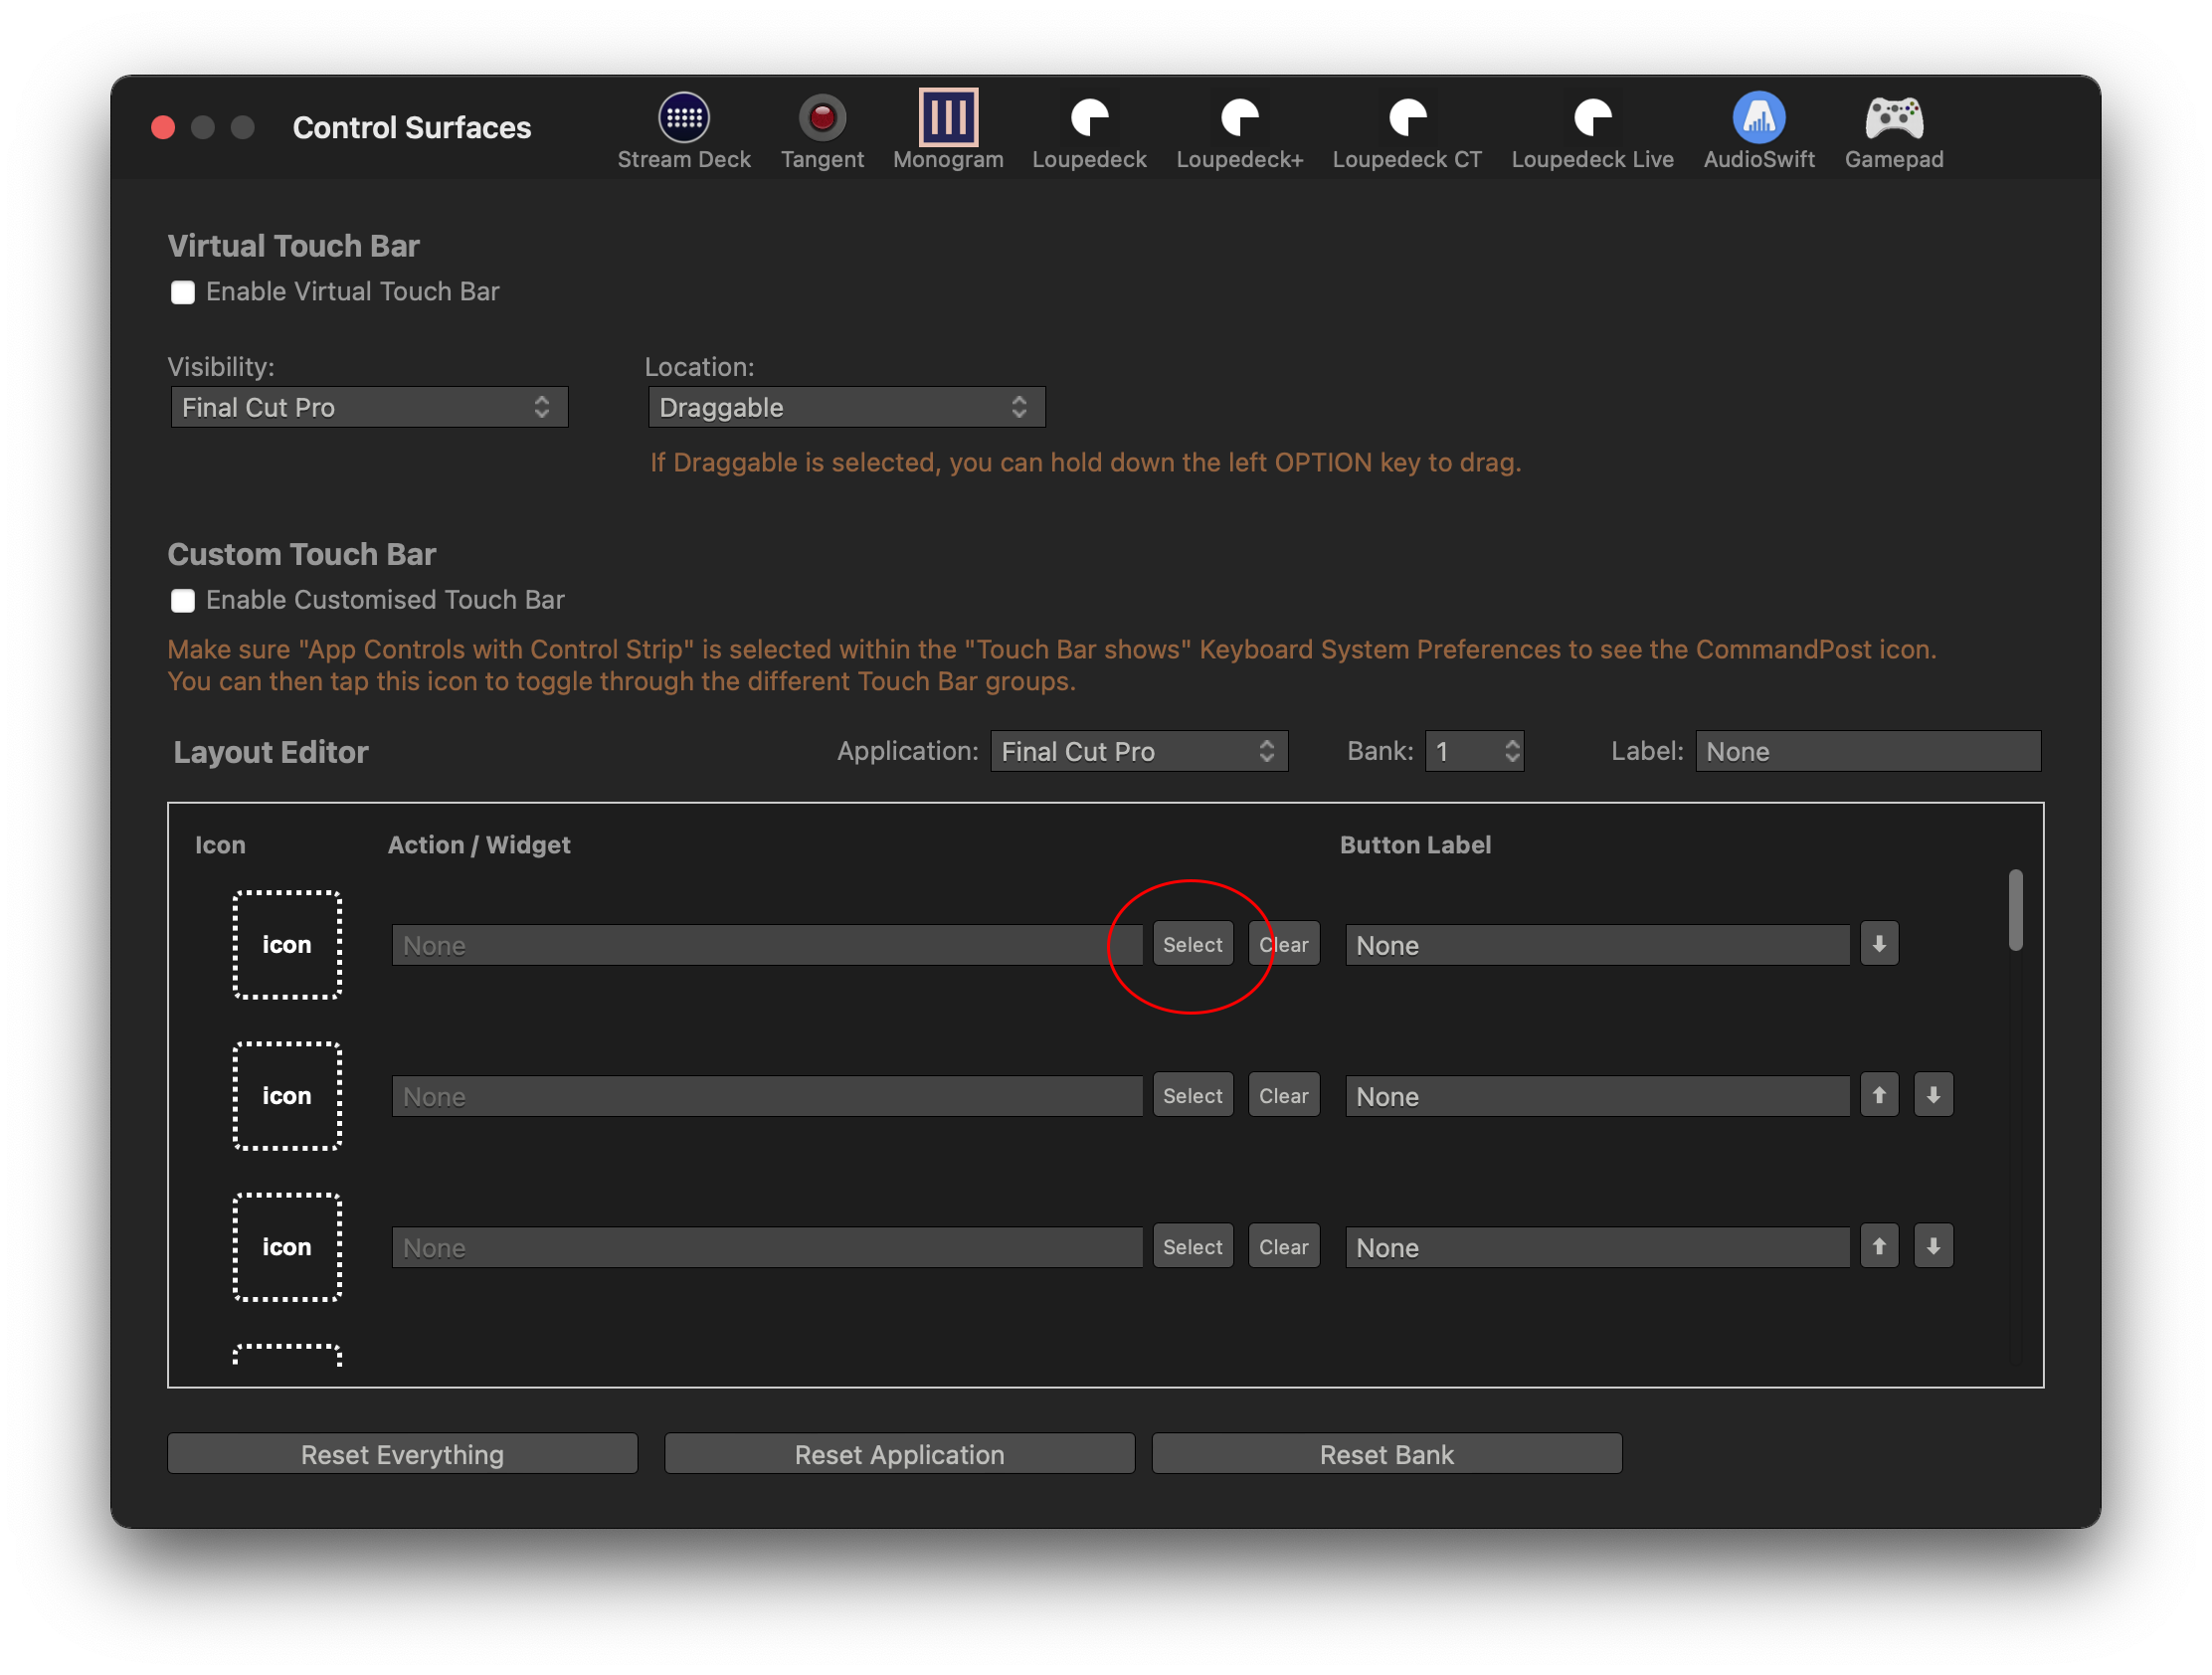 Control Surfaces
Stream Deck
Tangent
Monogram
Loupedeck
Loupedeck+
Loupedeck CT
Loupedeck Live
AudioSwift
Gamepad
Virtual Touch Bar
Enable Virtual Touch Bar
Visibility:
Location:
Final Cut Pro
Draggable
If Draggable is selected, you can hold down the left OPTION key to drag.
Custom Touch Bar
Enable Customised Touch Bar
Make sure "App Controls with Control Strip" is selected within the "Touch Bar shows" Keyboard System Preferences to see the CommandPost icon.
You can then tap this icon to toggle through the different Touch Bar groups.
Layout Editor
Application: Final Cut Pro
Bank: 1
Label: None
Icon
Action / Widget
Button Label
icon
None
Select
Clear
None
icon
None
Select
Clear
None
icon
None
Select
Clear
None
Reset Everything
Reset Application
Reset Bank